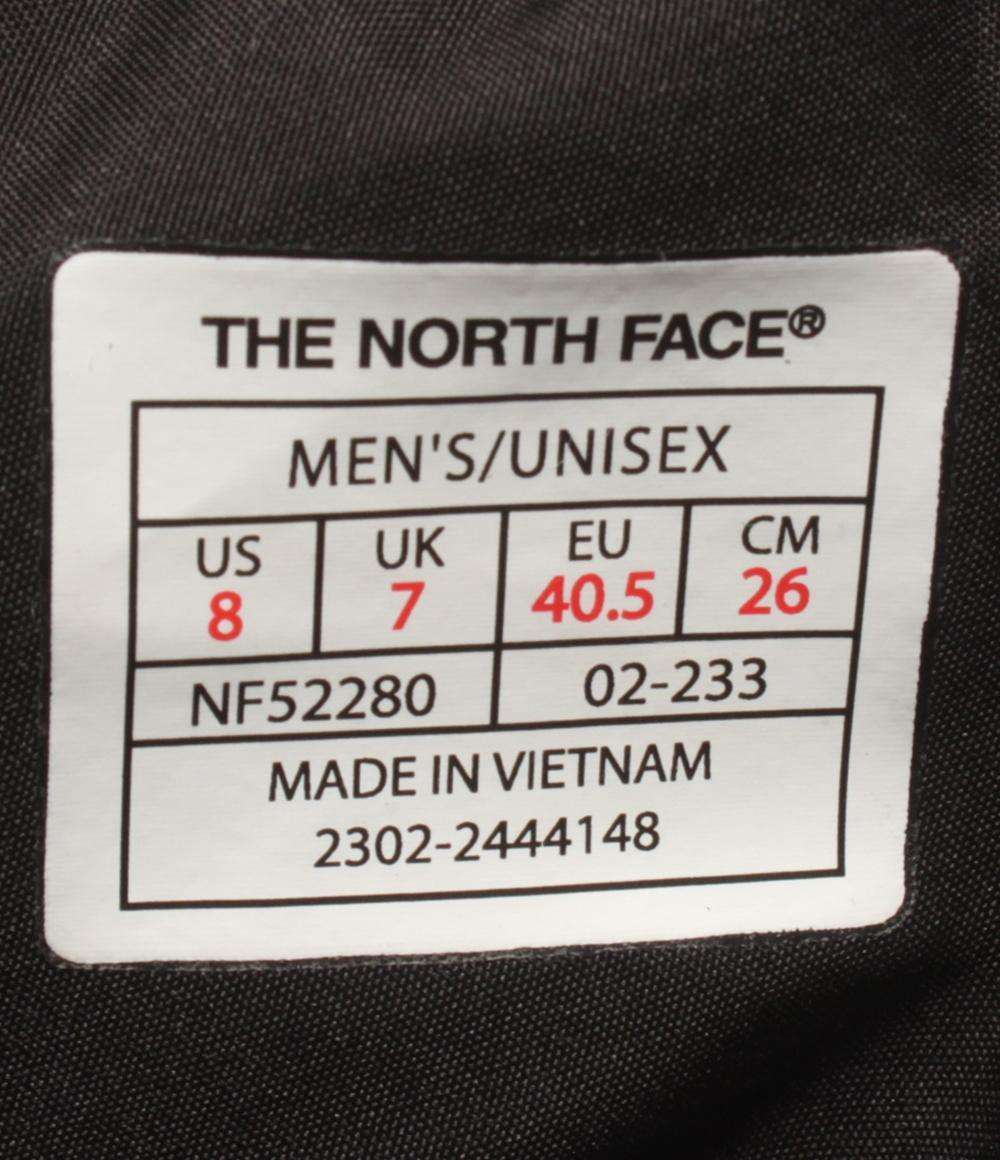 THE NORTH FACE®
MEN'S/UNISEX
US UK EU CM
8 7 40.5 26
NF52280 02-233
MADE IN VIETNAM
2302-2444148